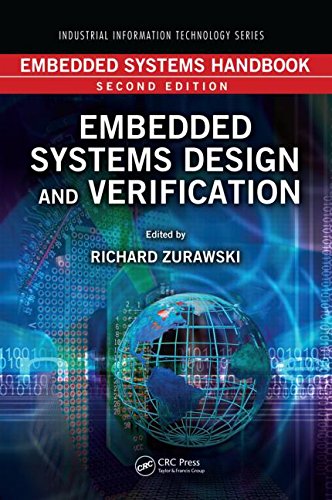 INDUSTRIAL INFORMATION TECHNOLOGY SERIES
EMBEDDED SYSTEMS HANDBOOK
SECOND EDITION
EMBEDDED
SYSTEMS DESIGN
AND VERIFICATION
Edited by
RICHARD ZURAWSKI
CRC
CRC Press
Taylor & Francis Group